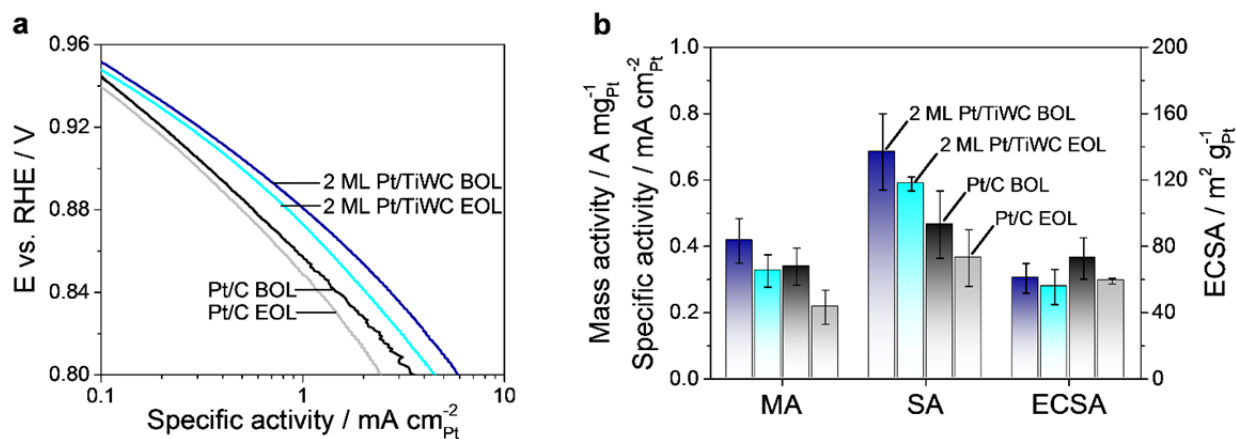 a
0.96
0.92
0.88
0.84
0.80
E vs. RHE / V
2 ML Pt/TiWC BOL
2 ML Pt/TiWC EOL
Pt/C BOL
Pt/C EOL
0.1
1
10
Specific activity / mA cm⁻²Pt
b
Mass activity / A mg⁻¹Pt
Specific activity / mA cm⁻²Pt
1.0
0.8
0.6
0.4
0.2
0.0
2 ML Pt/TiWC BOL
2 ML Pt/TiWC EOL
Pt/C BOL
Pt/C EOL
MA
SA
ECSA
200
160
120
80
40
0
ECSA / m² g⁻¹Pt